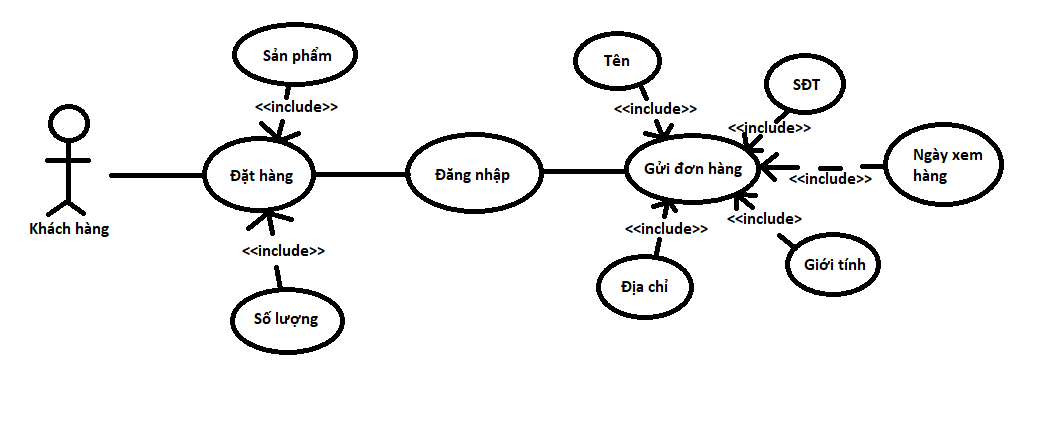 Sản phẩm
<<include>>
Đặt hàng
<<include>>
Số lượng
Khách hàng
Đăng nhập
Tên
<<include>>
SĐT
<<include>>
Gửi đơn hàng
Ngày xem
hàng
<<include>>
<<include>
Giới tính
<<include>>
Địa chỉ